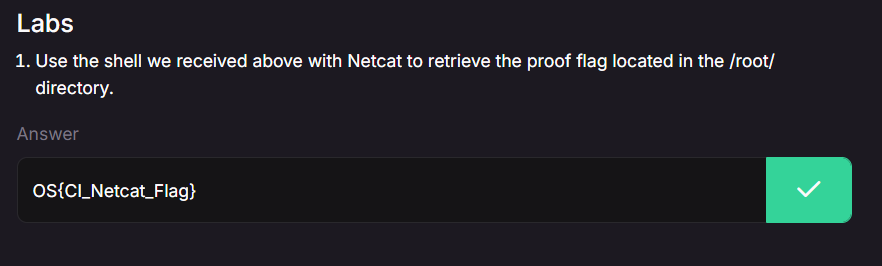 Labs
1. Use the shell we received above with Netcat to retrieve the proof flag located in the /root/
directory.
Answer
OS{CI_Netcat_Flag}